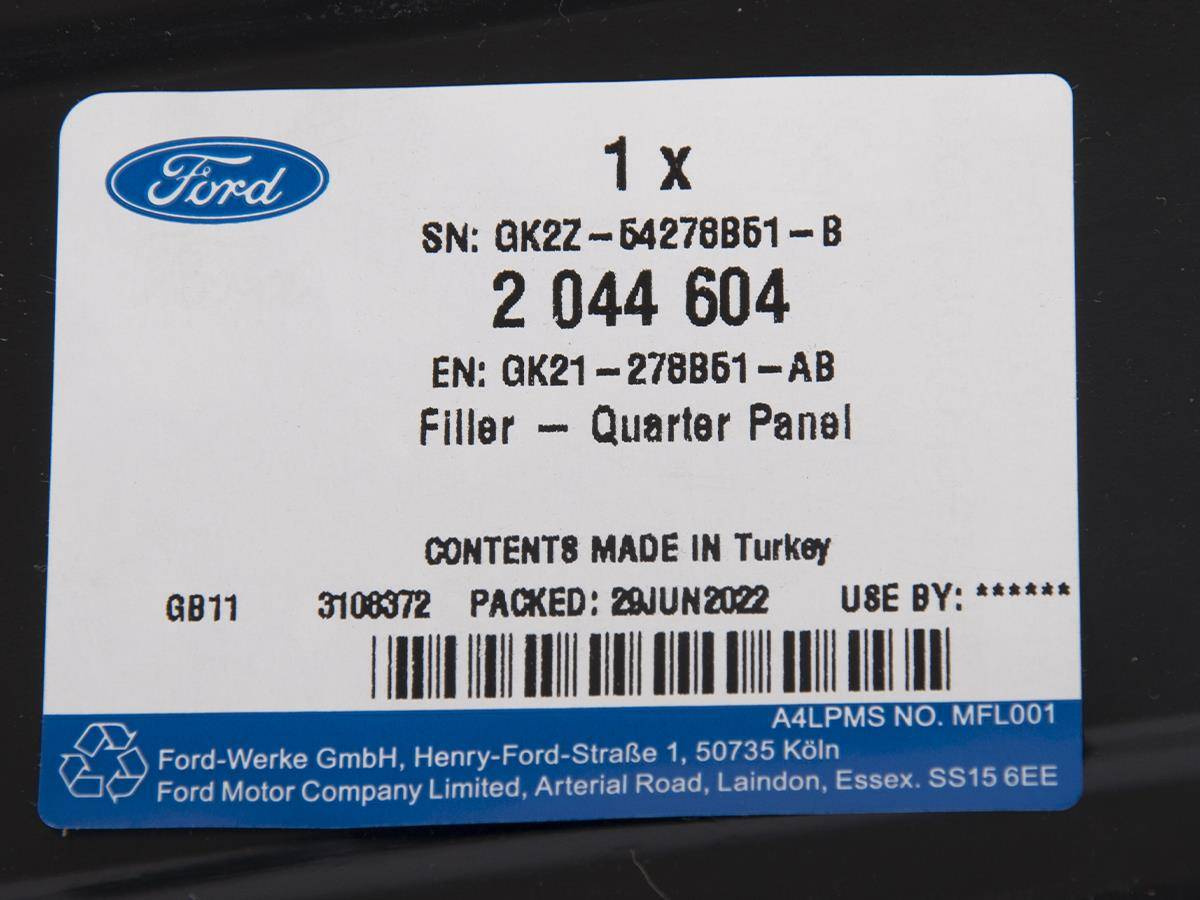 Ford
1 x
SN: GK2Z-54278B51-B
2 044 604
EN: GK21-278B51-AB
Filler - Quarter Panel
CONTENTS MADE IN Turkey
GB11 3108372 PACKED: 29JUN2022 USE BY: ******
A4LPMS NO. MFL001
Ford-Werke GmbH, Henry-Ford-Straße 1, 50735 Köln
Ford Motor Company Limited, Arterial Road, Laindon, Essex. SS15 6EE